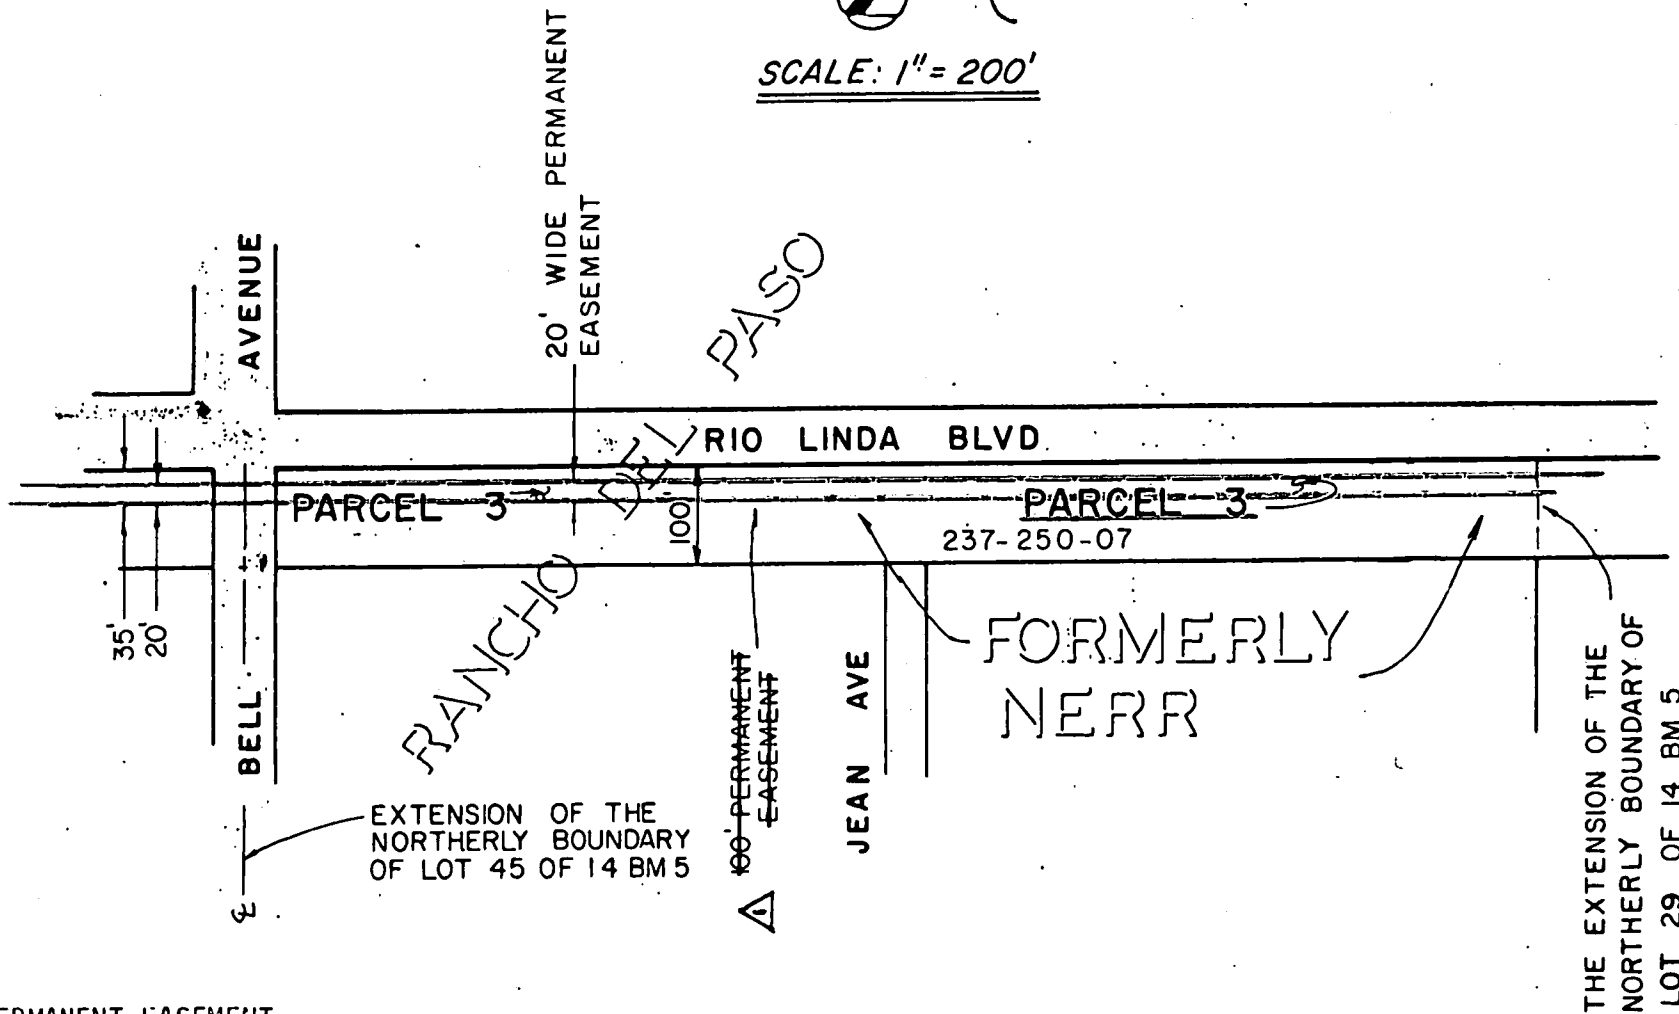 SCALE: 1" = 200'
20' WIDE PERMANENT
EASEMENT
AVENUE
PASO
DEL
RIO LINDA BLVD.
PARCEL 3
PARCEL 3
100'
237-250-07
35'
20'
RANCHO
FORMERLY
NERR
BELL
100' PERMANENT
EASEMENT
JEAN AVE
EXTENSION OF THE
NORTHERLY BOUNDARY
OF LOT 45 OF 14 BM 5
THE EXTENSION OF THE
NORTHERLY BOUNDARY OF
LOT 29 OF 14 BM 5
PERMANENT EASEMENT